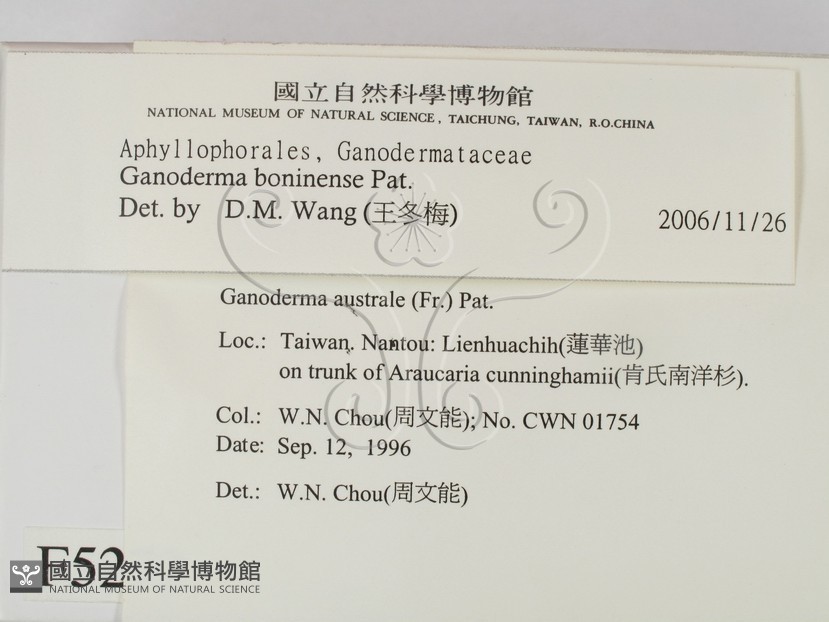 國立自然科學博物館
NATIONAL MUSEUM OF NATURAL SCIENCE, TAICHUNG, TAIWAN, R.O.CHINA
Aphyllophorales, Ganodermataceae
Ganoderma boninense Pat.
Det. by D.M. Wang (王冬梅) 2006/11/26
Ganoderma australe (Fr.) Pat.
Loc.: Taiwan. Nantou: Lienhuachih(蓮華池)
on trunk of Araucaria cunninghamii(肯氏南洋杉).
Col.: W.N. Chou(周文能); No. CWN 01754
Date: Sep. 12, 1996
Det.: W.N. Chou(周文能)
F52
國立自然科學博物館
NATIONAL MUSEUM OF NATURAL SCIENCE